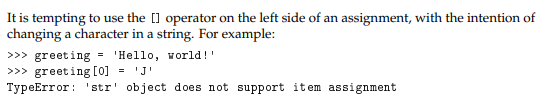 It is tempting to use the [] operator on the left side of an assignment, with the intention of
changing a character in a string. For example:
>>> greeting = 'Hello, world!'
>>> greeting[0] = 'J'
TypeError: 'str' object does not support item assignment